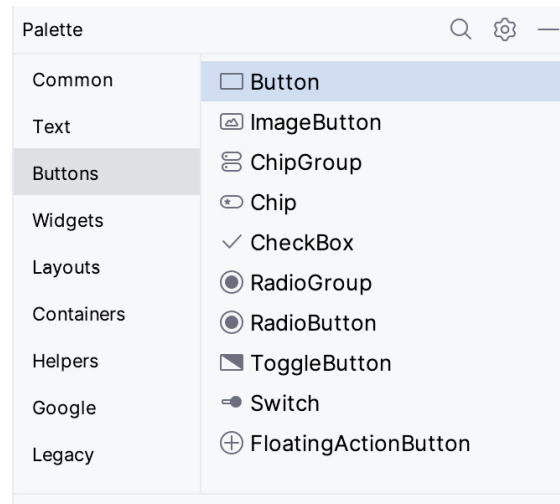 Palette
Common
Text
Buttons
Widgets
Layouts
Containers
Helpers
Google
Legacy
Button
ImageButton
ChipGroup
Chip
CheckBox
RadioGroup
RadioButton
ToggleButton
Switch
FloatingActionButton